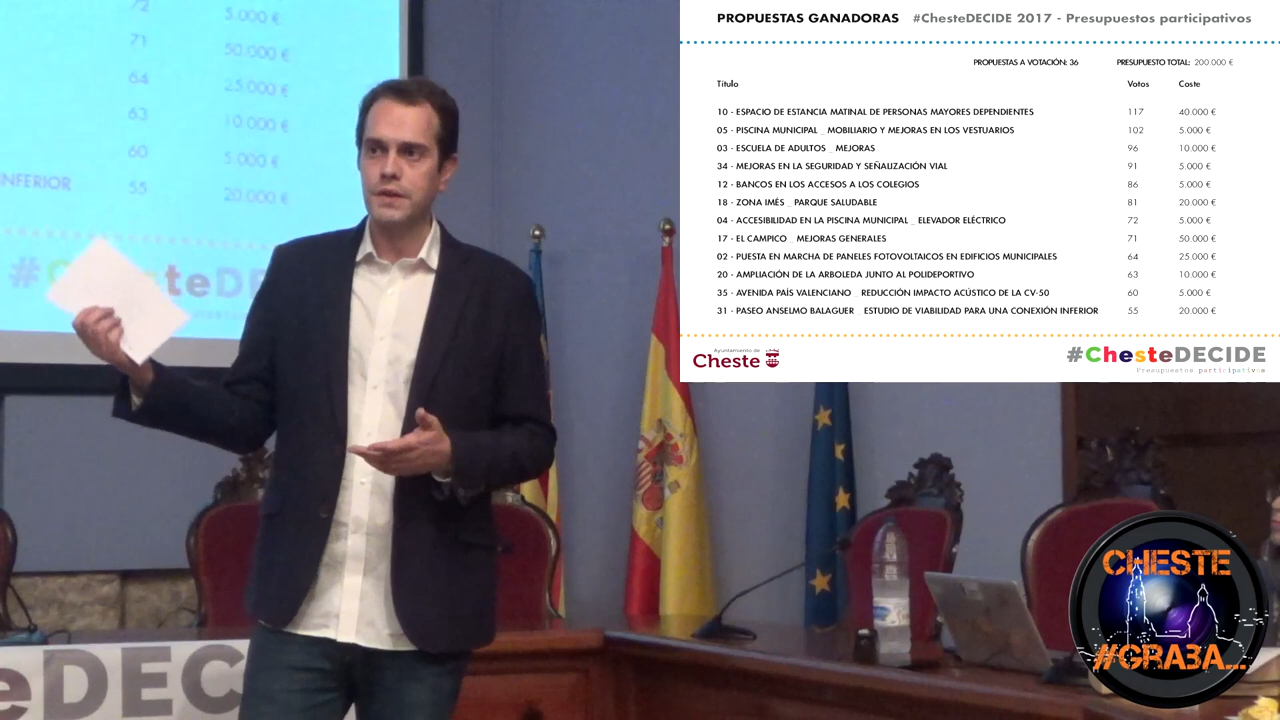 72 5.000 €
71 50.000 €
64 25.000 €
63 10.000 €
60 5.000 €
INFERIOR 55 20.000 €
#ChesteDE
eDEC
PROPUESTAS GANADORAS #ChesteDECIDE 2017 - Presupuestos participativos
PROPUESTAS A VOTACIÓN: 36 PRESUPUESTO TOTAL: 200.000 €
Título Votos Coste
10 - ESPACIO DE ESTANCIA MATINAL DE PERSONAS MAYORES DEPENDIENTES 117 40.000 €
05 - PISCINA MUNICIPAL _ MOBILIARIO Y MEJORAS EN LOS VESTUARIOS 102 5.000 €
03 - ESCUELA DE ADULTOS _ MEJORAS 96 10.000 €
34 - MEJORAS EN LA SEGURIDAD Y SEÑALIZACIÓN VIAL 91 5.000 €
12 - BANCOS EN LOS ACCESOS A LOS COLEGIOS 86 5.000 €
18 - ZONA IMÉS _ PARQUE SALUDABLE 81 20.000 €
04 - ACCESIBILIDAD EN LA PISCINA MUNICIPAL _ ELEVADOR ELÉCTRICO 72 5.000 €
17 - EL CAMPICO _ MEJORAS GENERALES 71 50.000 €
02 - PUESTA EN MARCHA DE PANELES FOTOVOLTAICOS EN EDIFICIOS MUNICIPALES 64 25.000 €
20 - AMPLIACIÓN DE LA ARBOLEDA JUNTO AL POLIDEPORTIVO 63 10.000 €
35 - AVENIDA PAÍS VALENCIANO _ REDUCCIÓN IMPACTO ACÚSTICO DE LA CV-50 60 5.000 €
31 - PASEO ANSELMO BALAGUER _ ESTUDIO DE VIABILIDAD PARA UNA CONEXIÓN INFERIOR 55 20.000 €
Ayuntamiento de
Cheste
#ChesteDECIDE
Presupuestos participativos
CHESTE
#GRABA...